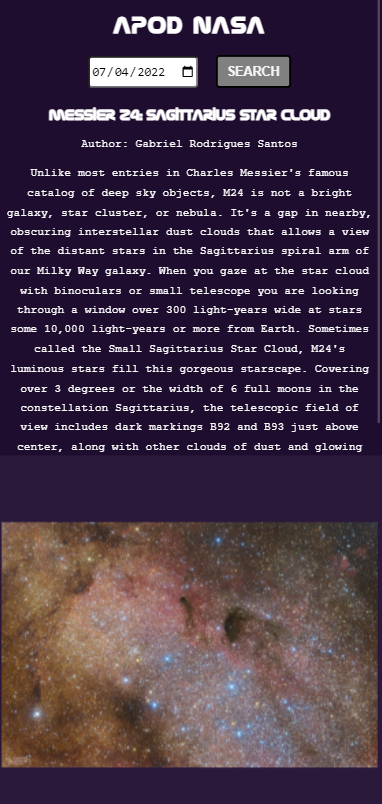 APOD NASA
07/04/2022
SEARCH
Messier 24: Sagittarius Star Cloud
Author: Gabriel Rodrigues Santos
Unlike most entries in Charles Messier's famous
catalog of deep sky objects, M24 is not a bright
galaxy, star cluster, or nebula. It's a gap in nearby,
obscuring interstellar dust clouds that allows a view
of the distant stars in the Sagittarius spiral arm of
our Milky Way galaxy. When you gaze at the star cloud
with binoculars or small telescope you are looking
through a window over 300 light-years wide at stars
some 10,000 light-years or more from Earth. Sometimes
called the Small Sagittarius Star Cloud, M24's
luminous stars fill this gorgeous starscape. Covering
over 3 degrees or the width of 6 full moons in the
constellation Sagittarius, the telescopic field of
view includes dark markings B92 and B93 just above
center, along with other clouds of dust and glowing